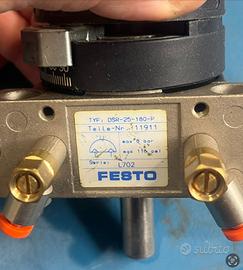 TYP: DSR-25-180-P
Teile-Nr. 11911
max 8 bar
max 116 psi
Serie: L702
FESTO
subito